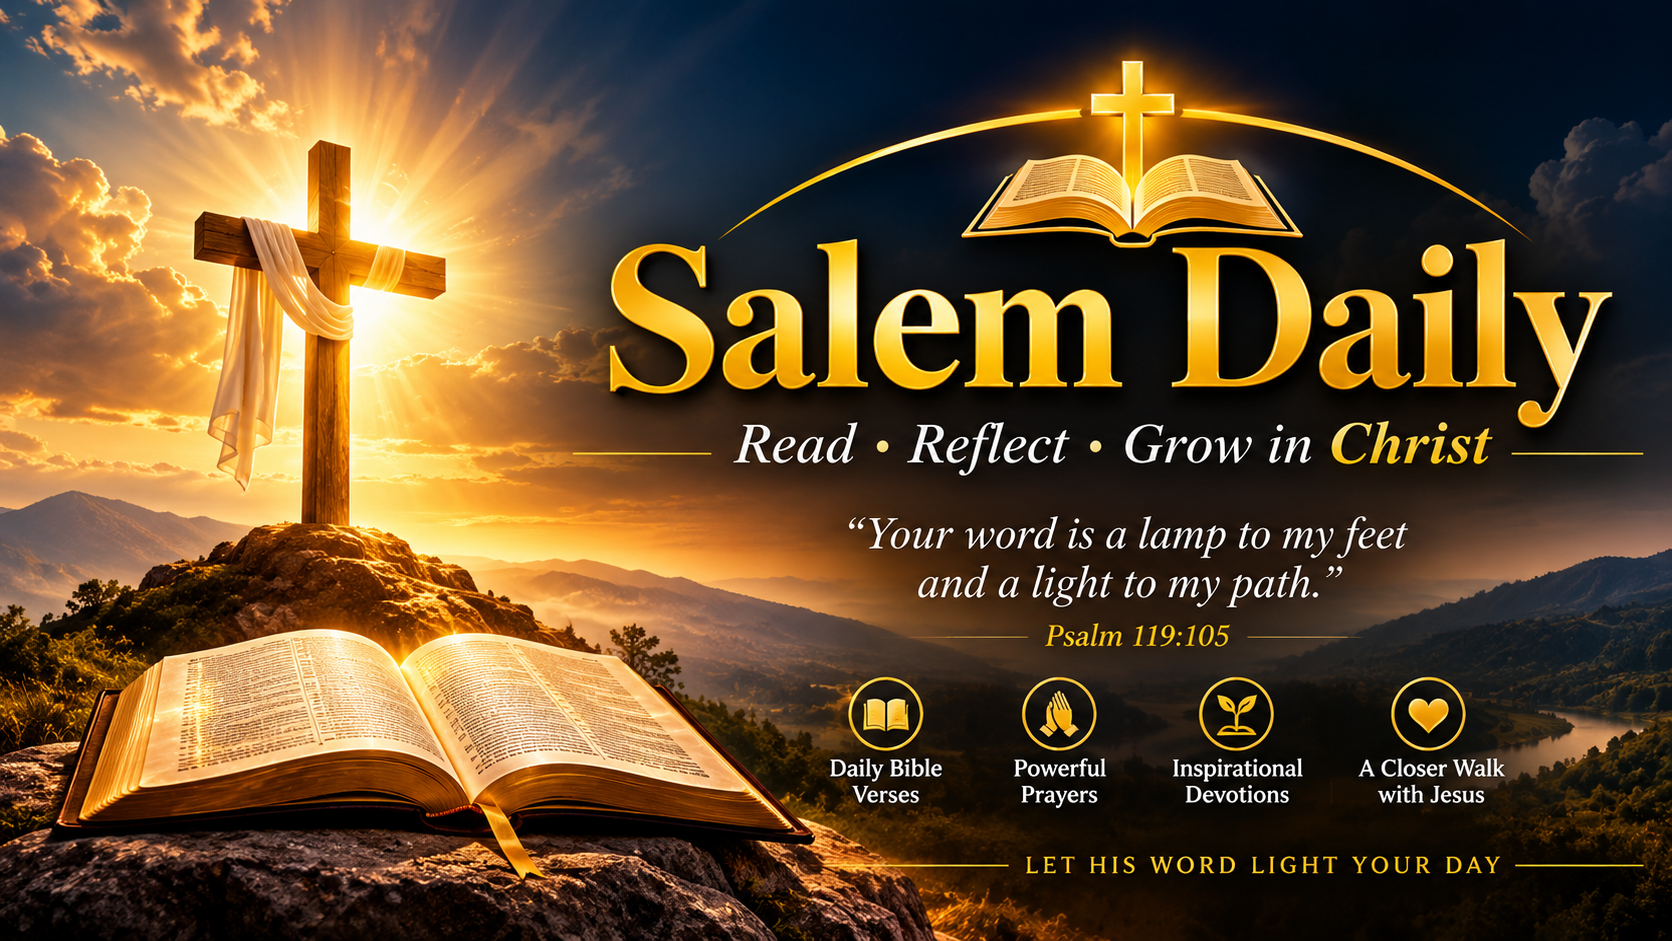 Salem Daily
Read • Reflect • Grow in Christ
“Your word is a lamp to my feet
and a light to my path.”
Psalm 119:105
Daily Bible
Verses
Powerful
Prayers
Inspirational
Devotions
A Closer Walk
with Jesus
LET HIS WORD LIGHT YOUR DAY